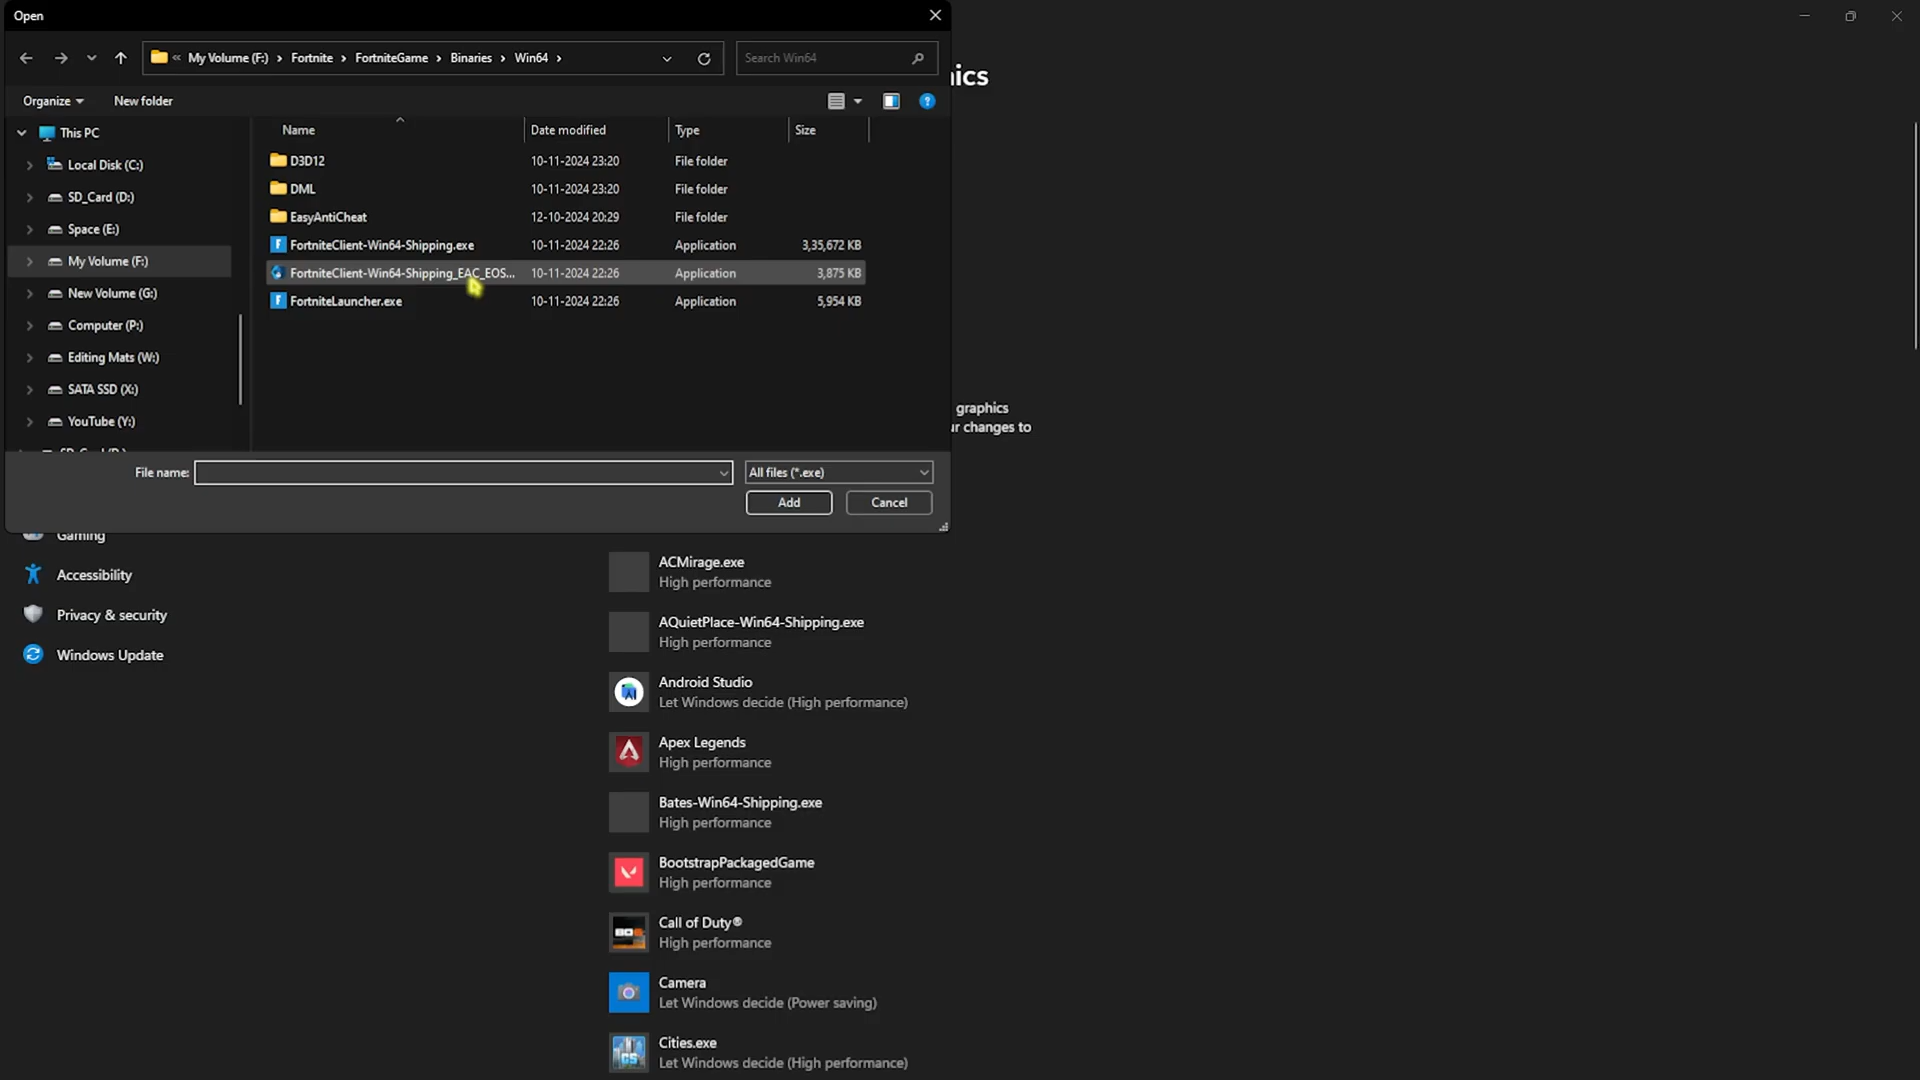 Open
« My Volume (F:) › Fortnite › FortniteGame › Binaries › Win64 ›
Search Win64
Organize
New folder
Name
Date modified
Type
Size
This PC
Local Disk (C:)
SD_Card (D:)
Space (E:)
My Volume (F:)
New Volume (G:)
Computer (P:)
Editing Mats (W:)
SATA SSD (X:)
YouTube (Y:)
D3D12 10-11-2024 23:20 File folder
DML 10-11-2024 23:20 File folder
EasyAntiCheat 12-10-2024 20:29 File folder
FortniteClient-Win64-Shipping.exe 10-11-2024 22:26 Application 3,35,672 KB
FortniteClient-Win64-Shipping_EAC_EOS... 10-11-2024 22:26 Application 3,875 KB
FortniteLauncher.exe 10-11-2024 22:26 Application 5,954 KB
File name:
All files (*.exe)
Add
Cancel
ics
graphics
ur changes to
Gaming
Accessibility
Privacy & security
Windows Update
ACMirage.exe
High performance
AQuietPlace-Win64-Shipping.exe
High performance
Android Studio
Let Windows decide (High performance)
Apex Legends
High performance
Bates-Win64-Shipping.exe
High performance
BootstrapPackagedGame
High performance
Call of Duty®
High performance
Camera
Let Windows decide (Power saving)
Cities.exe
Let Windows decide (High performance)